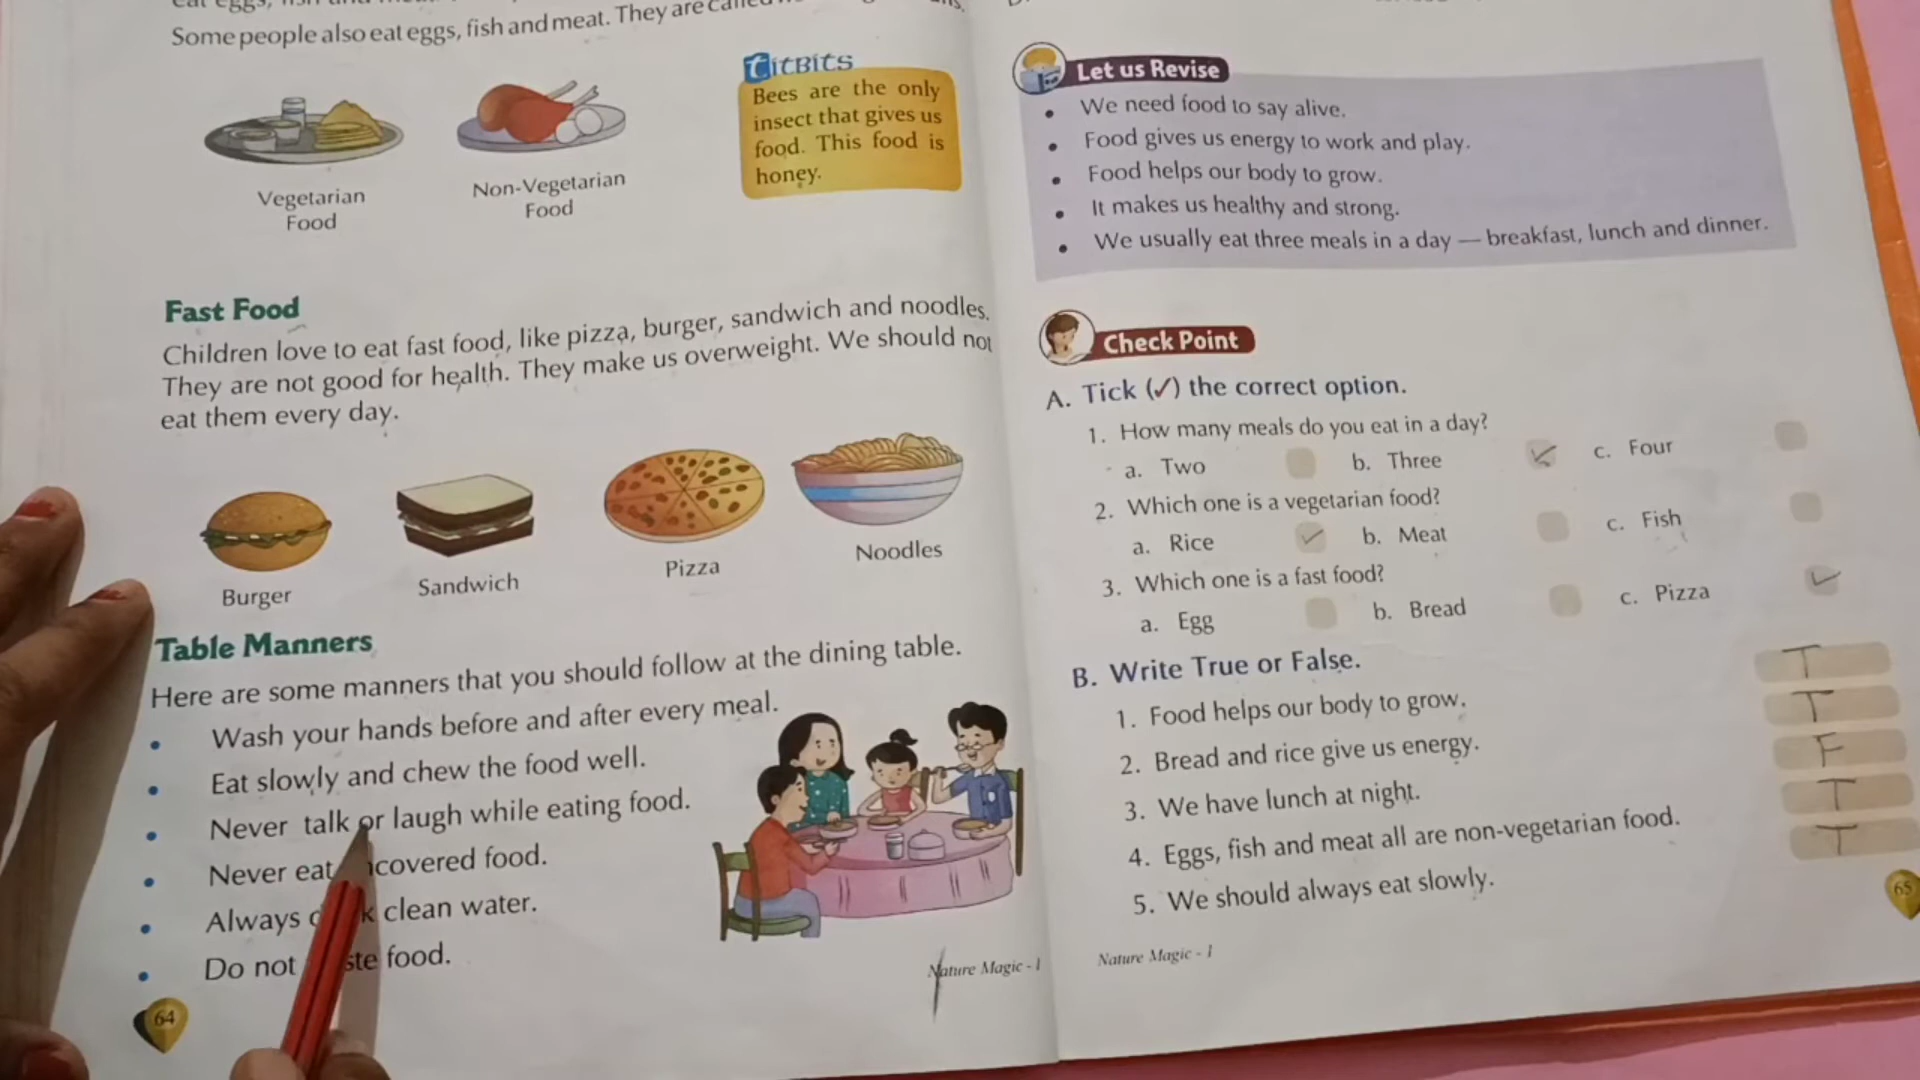 Some people also eat eggs, fish and meat. They are
Vegetarian
Food
Non-Vegetarian
Food
titBits
Bees are the only
insect that gives us
food. This food is
honey.
Fast Food
Children love to eat fast food, like pizza, burger, sandwich and noodles.
They are not good for health. They make us overweight. We should not
eat them every day.
Burger
Sandwich
Pizza
Noodles
Table Manners
Here are some manners that you should follow at the dining table.
• Wash your hands before and after every meal.
• Eat slowly and chew the food well.
• Never talk or laugh while eating food.
• Never eat covered food.
• Always clean water.
• Do not food.
Nature Magic - 1
64
Let us Revise
• We need food to say alive.
• Food gives us energy to work and play.
• Food helps our body to grow.
• It makes us healthy and strong.
• We usually eat three meals in a day — breakfast, lunch and dinner.
Check Point
A. Tick (✓) the correct option.
1. How many meals do you eat in a day?
a. Two b. Three ✓ c. Four
2. Which one is a vegetarian food?
a. Rice ✓ b. Meat c. Fish
3. Which one is a fast food?
a. Egg b. Bread c. Pizza ✓
B. Write True or False.
1. Food helps our body to grow. T
2. Bread and rice give us energy. T
3. We have lunch at night. F
4. Eggs, fish and meat all are non-vegetarian food. T
5. We should always eat slowly. T
Nature Magic - 1
65